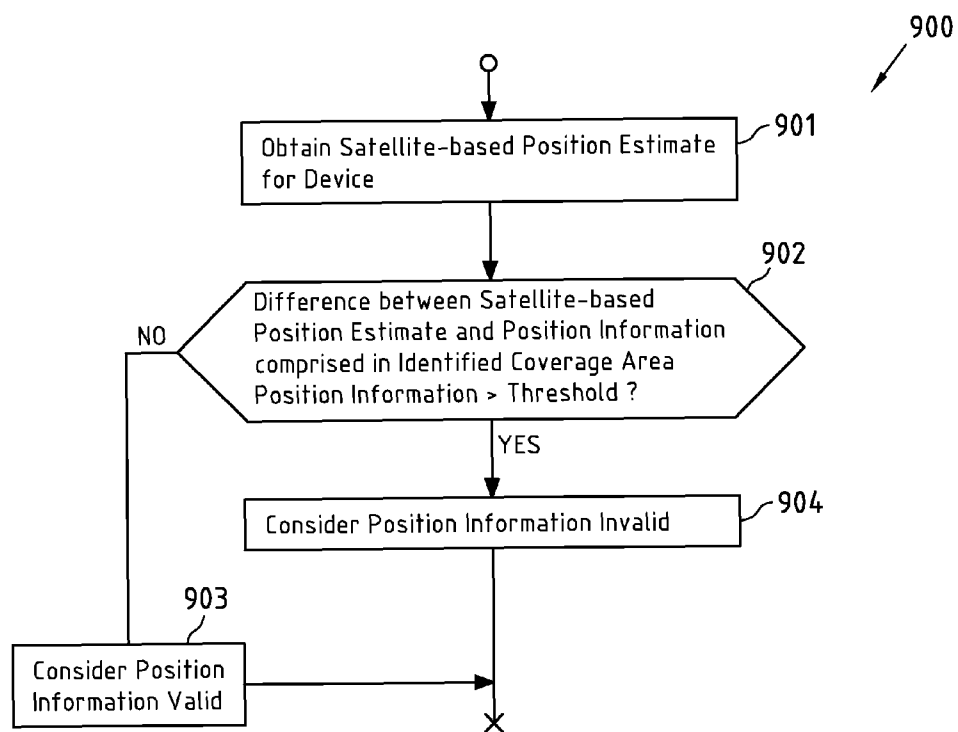 900
901
Obtain Satellite-based Position Estimate
for Device
902
Difference between Satellite-based
Position Estimate and Position Information
comprised in Identified Coverage Area
Position Information > Threshold ?
NO
YES
904
Consider Position Information Invalid
903
Consider Position
Information Valid